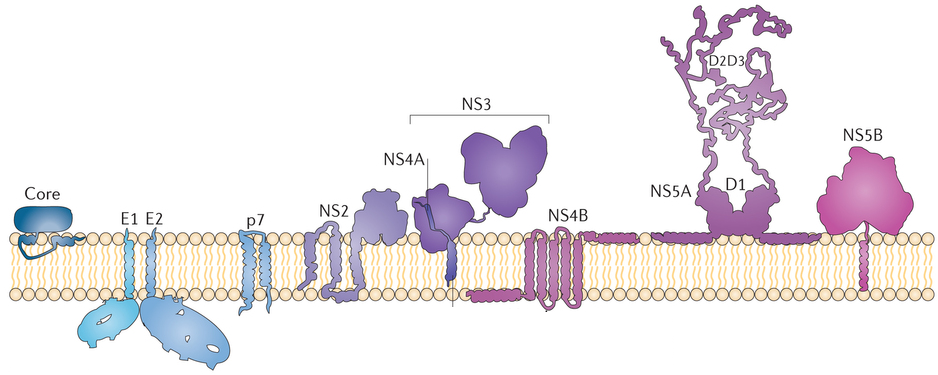 Core
E1
E2
p7
NS2
NS4A
NS3
NS4B
NS5A
D1
D2D3
NS5B